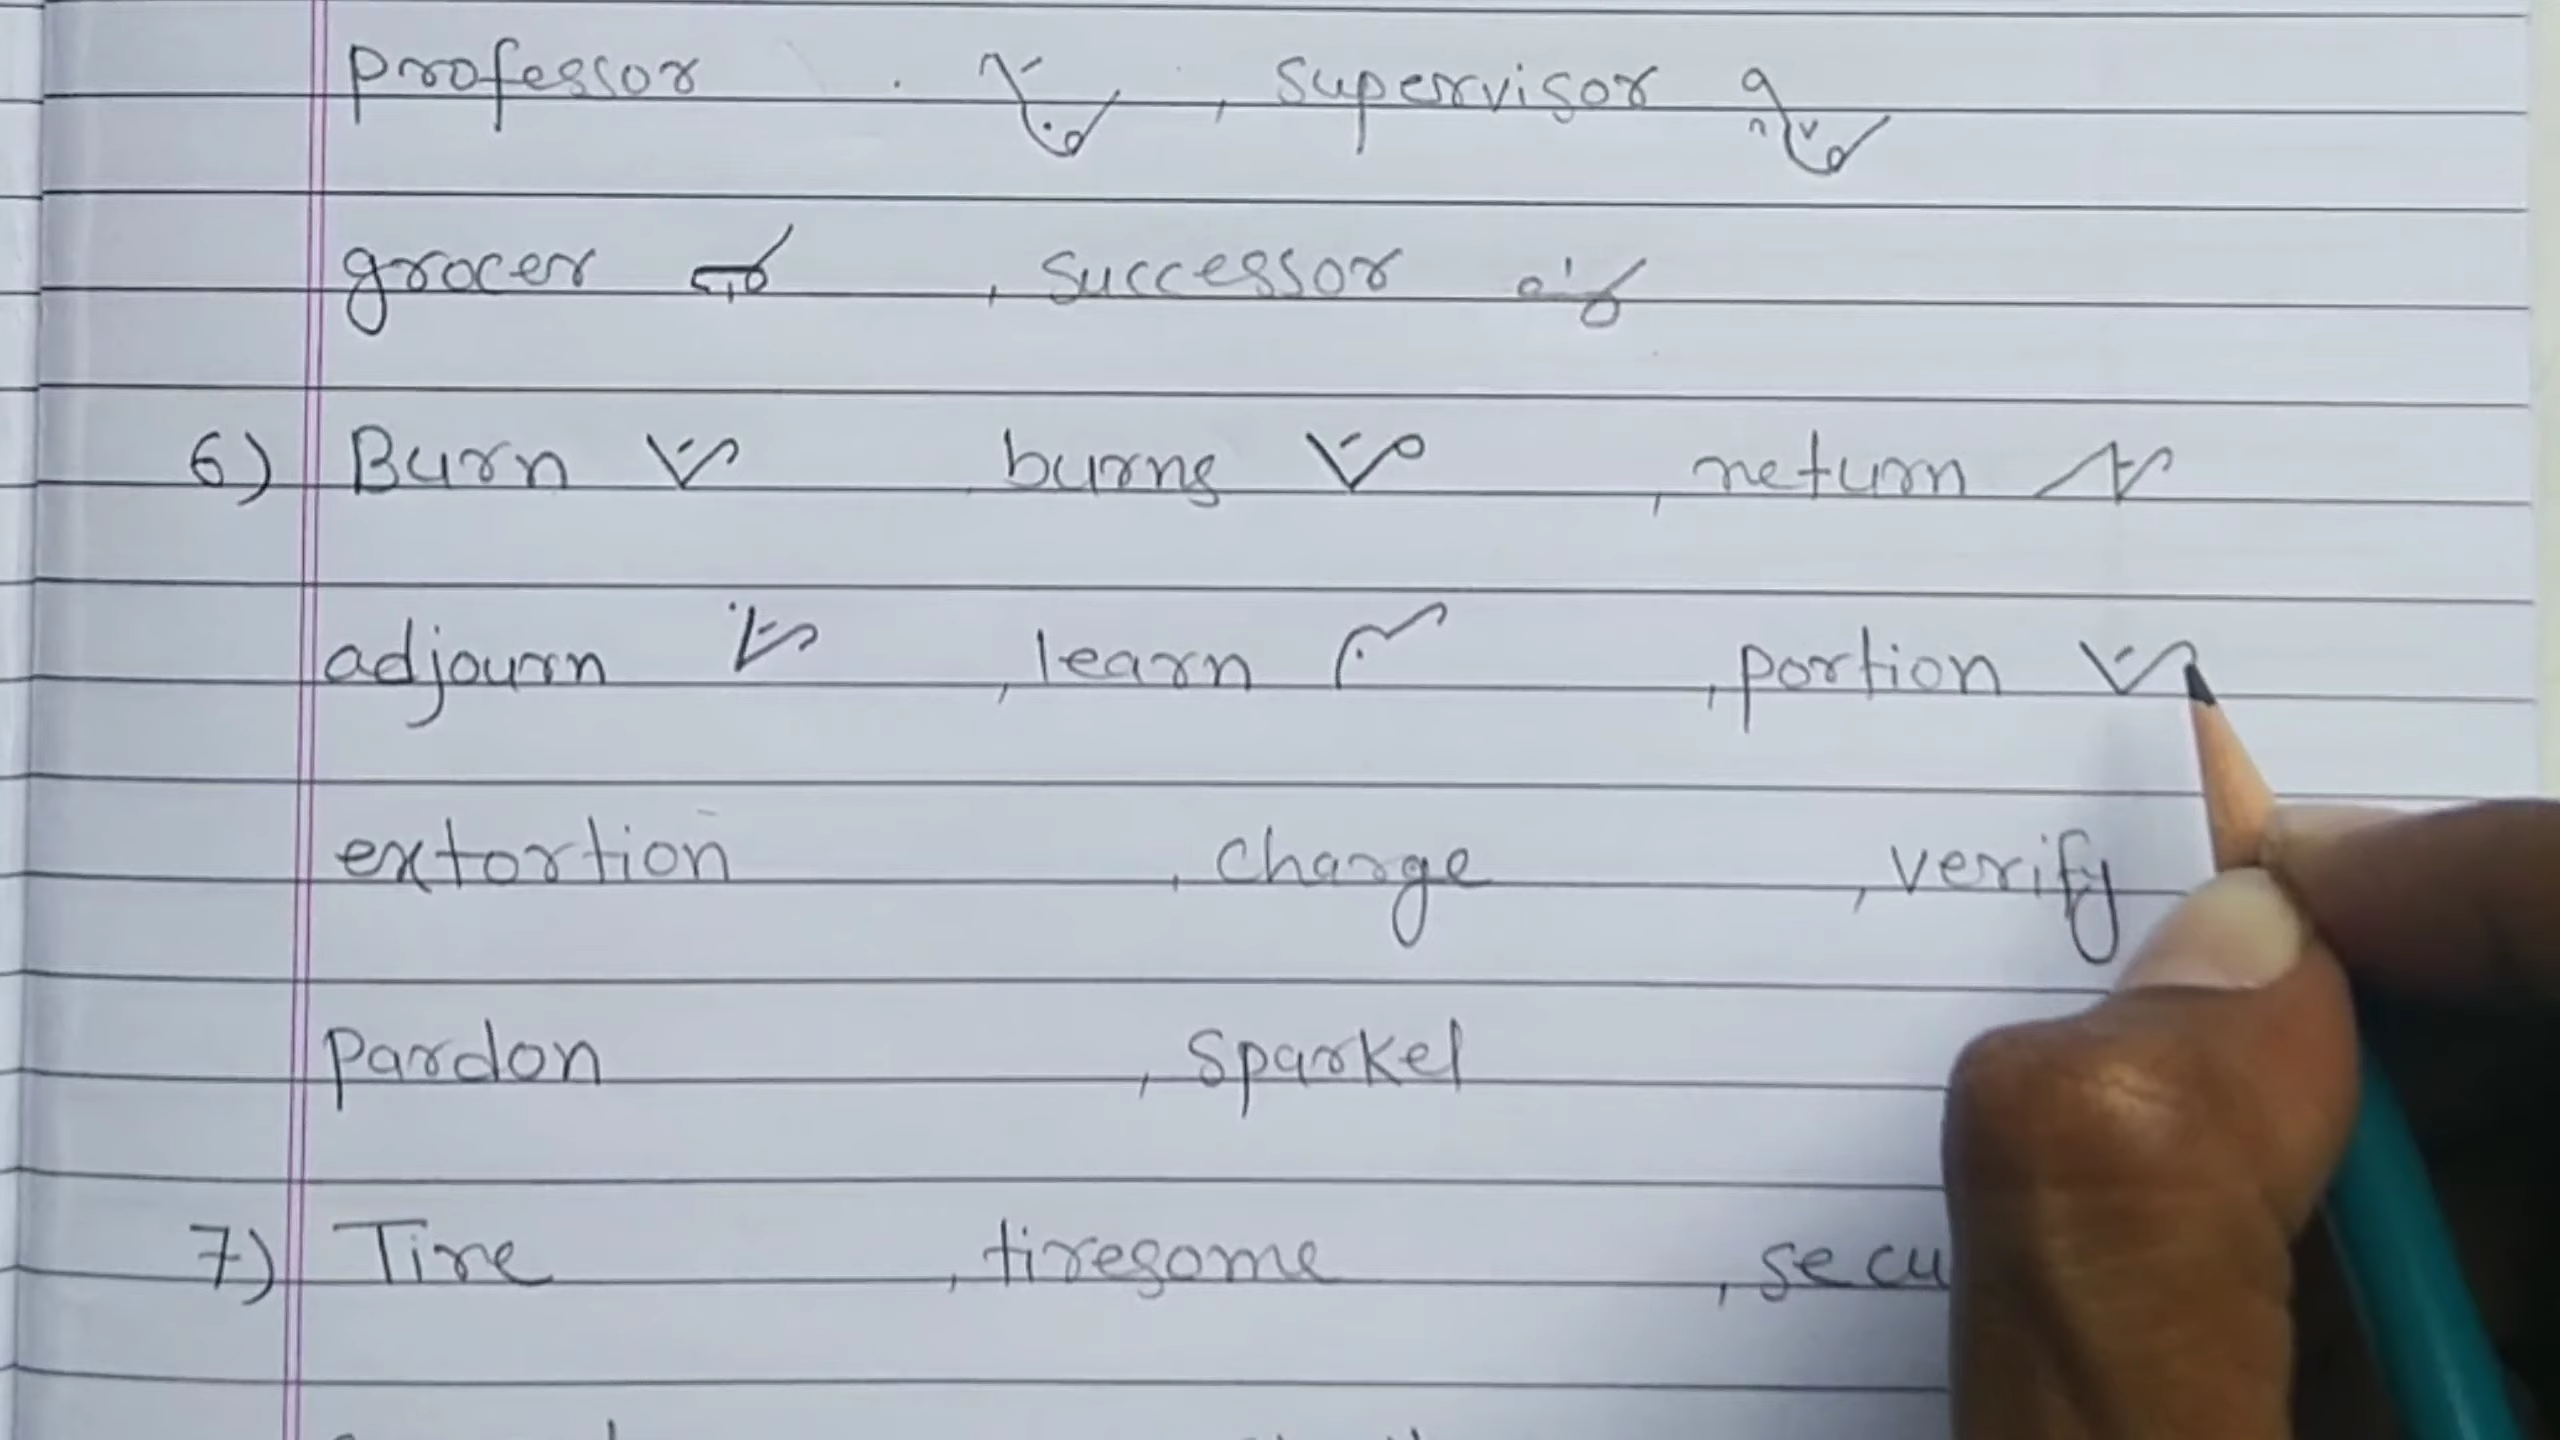 professor , supervisor
grocer , successor
6) Burn burns , return
adjourn , learn , portion
extortion , charge , verify
pardon , Sparkel
7) Tire , tiresome , secu